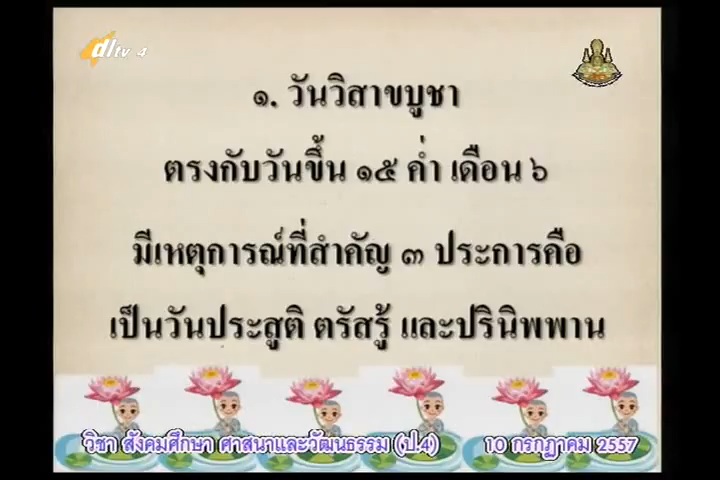 dltv 4
๑. วันวิสาขบูชา
ตรงกับวันขึ้น ๑๕ ค่ำ เดือน ๖
มีเหตุการณ์ที่สำคัญ ๓ ประการคือ
เป็นวันประสูติ ตรัสรู้ และปรินิพพาน
วิชา สังคมศึกษา ศาสนาและวัฒนธรรม (ป.4) 10 กรกฎาคม 2557